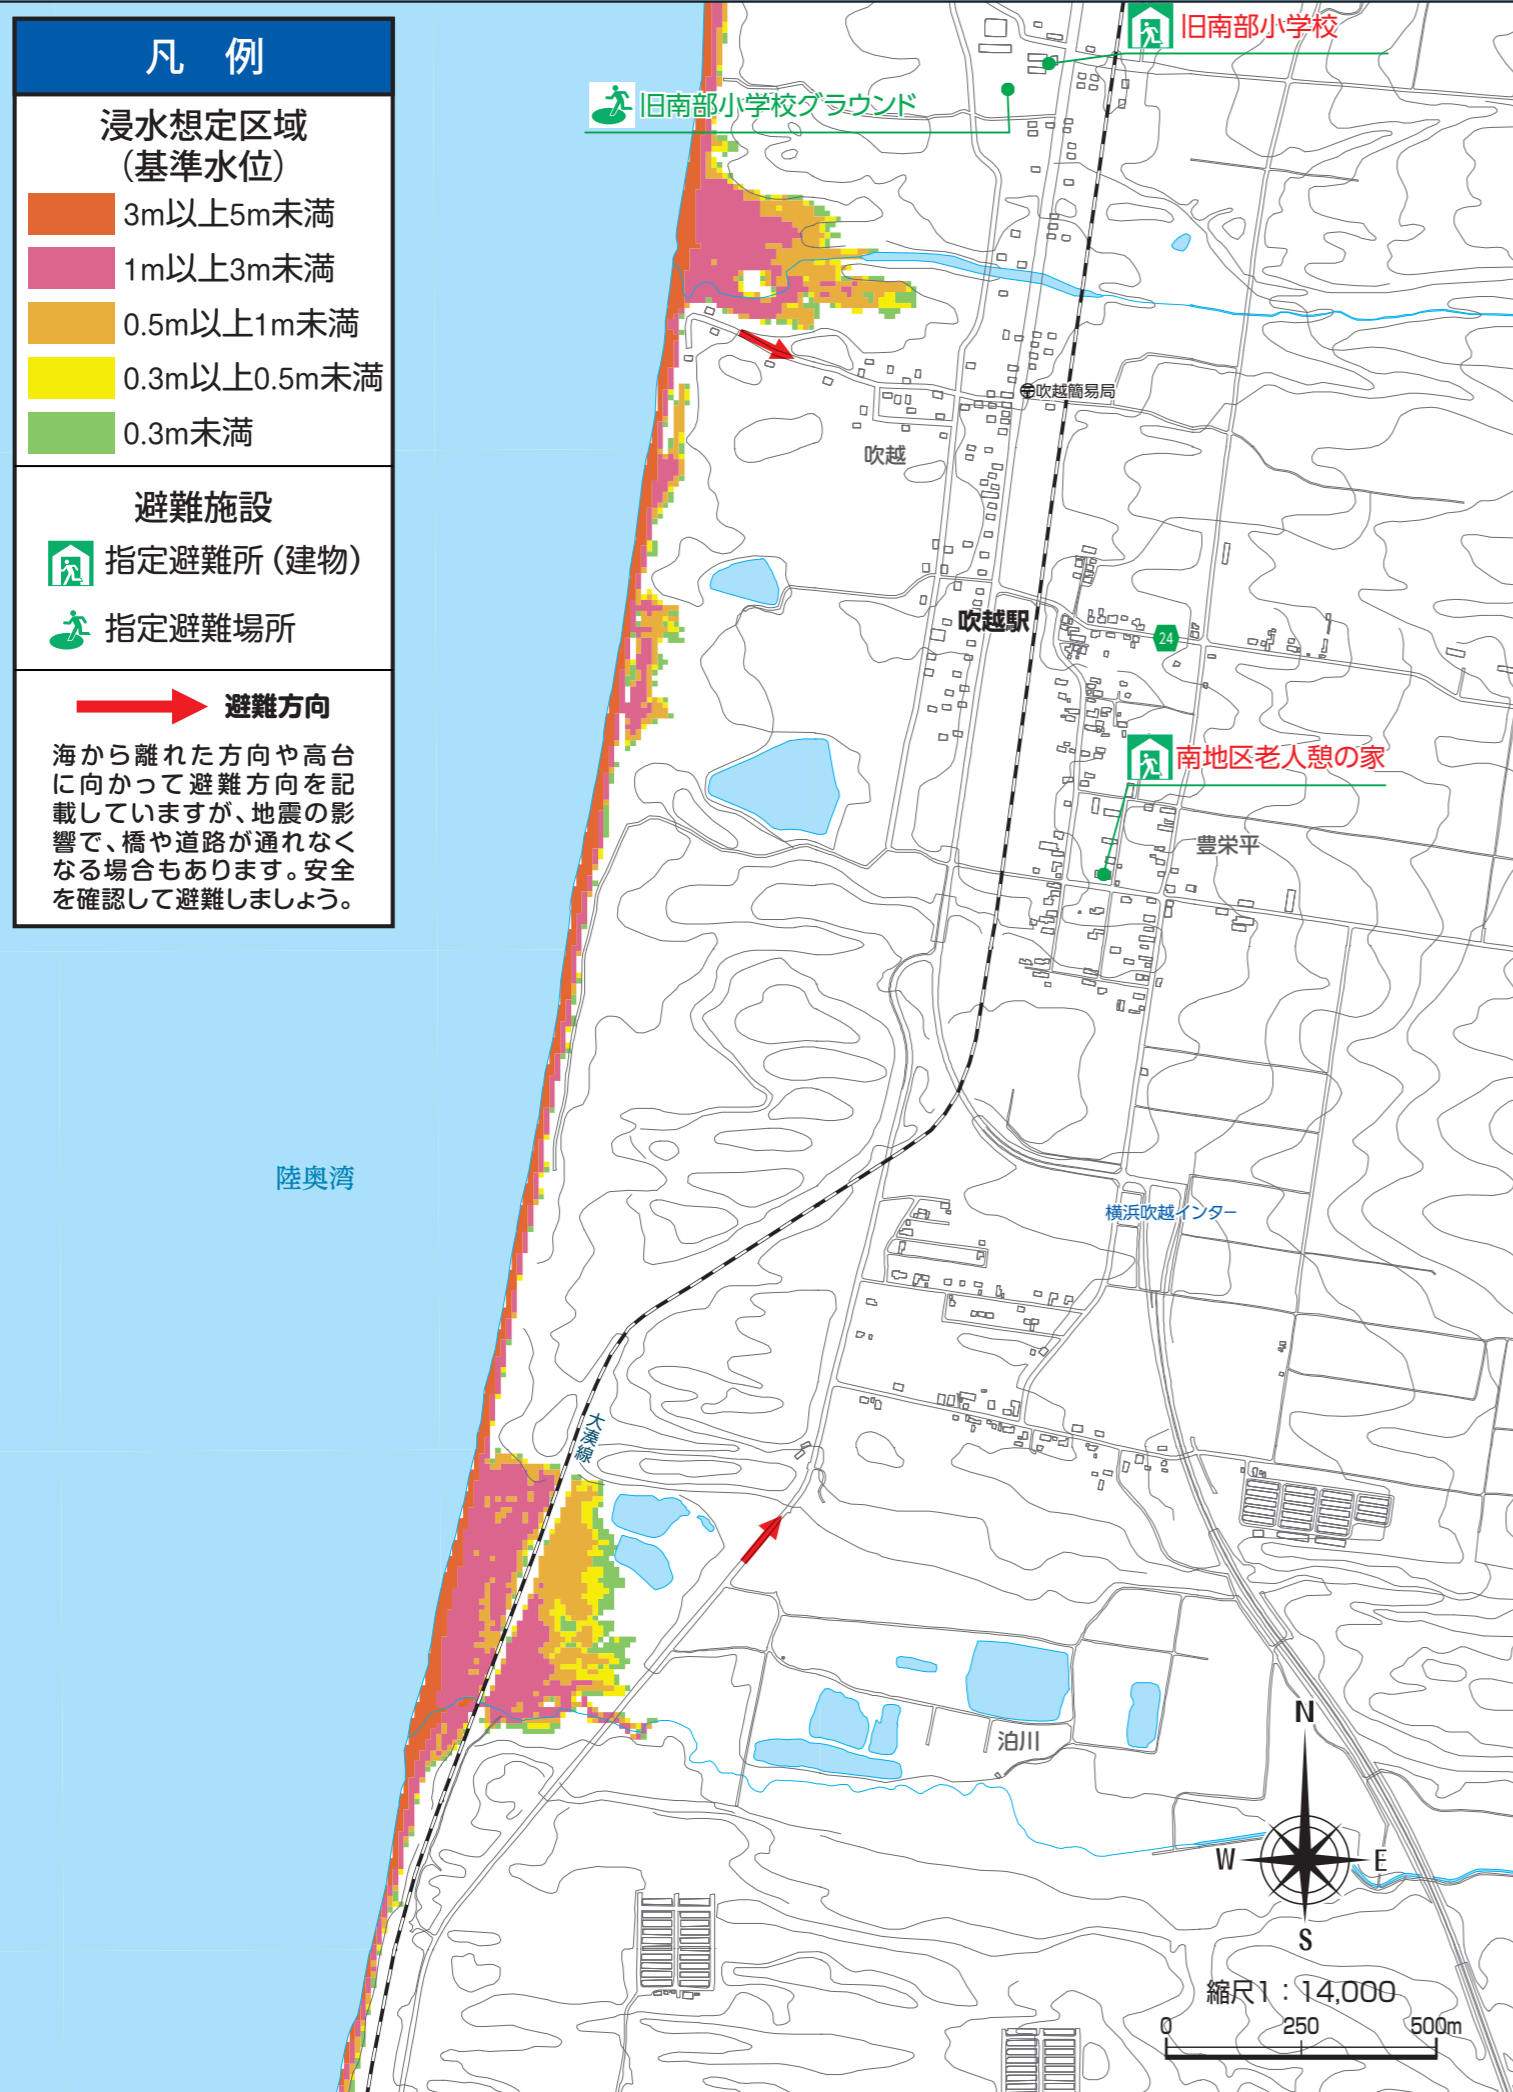 凡 例
浸水想定区域
(基準水位)
3m以上5m未満
1m以上3m未満
0.5m以上1m未満
0.3m以上0.5m未満
0.3m未満
避難施設
指定避難所(建物)
指定避難場所
避難方向
海から離れた方向や高台
に向かって避難方向を記
載していますが、地震の影
響で、橋や道路が通れなく
なる場合もあります。安全
を確認して避難しましょう。
旧南部小学校
旧南部小学校グラウンド
吹越簡易局
吹越
吹越駅
24
南地区老人憩の家
豊栄平
陸奥湾
横浜吹越インター
大湊線
泊川
N
W
E
S
縮尺1:14,000
0 250 500m